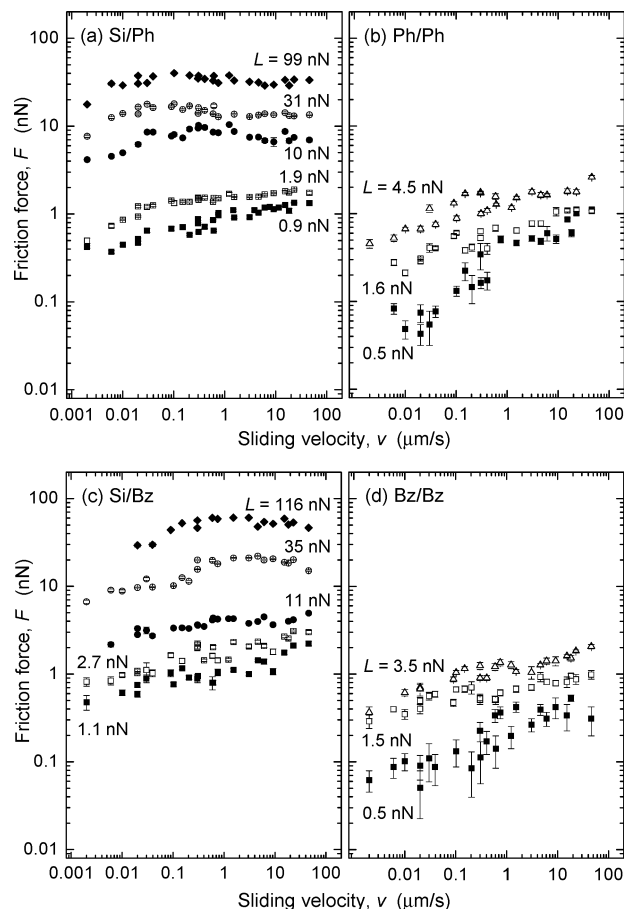 (a) Si/Ph
L = 99 nN
31 nN
10 nN
1.9 nN
0.9 nN
(b) Ph/Ph
L = 4.5 nN
1.6 nN
0.5 nN
Friction force, F (nN)
100
10
1
0.1
0.01
0.001 0.01 0.1 1 10 100 0.01 0.1 1 10 100
Sliding velocity, v (μm/s)
(c) Si/Bz
L = 116 nN
35 nN
11 nN
2.7 nN
1.1 nN
(d) Bz/Bz
L = 3.5 nN
1.5 nN
0.5 nN
Friction force, F (nN)
100
10
1
0.1
0.01
0.001 0.01 0.1 1 10 100 0.01 0.1 1 10 100
Sliding velocity, v (μm/s)